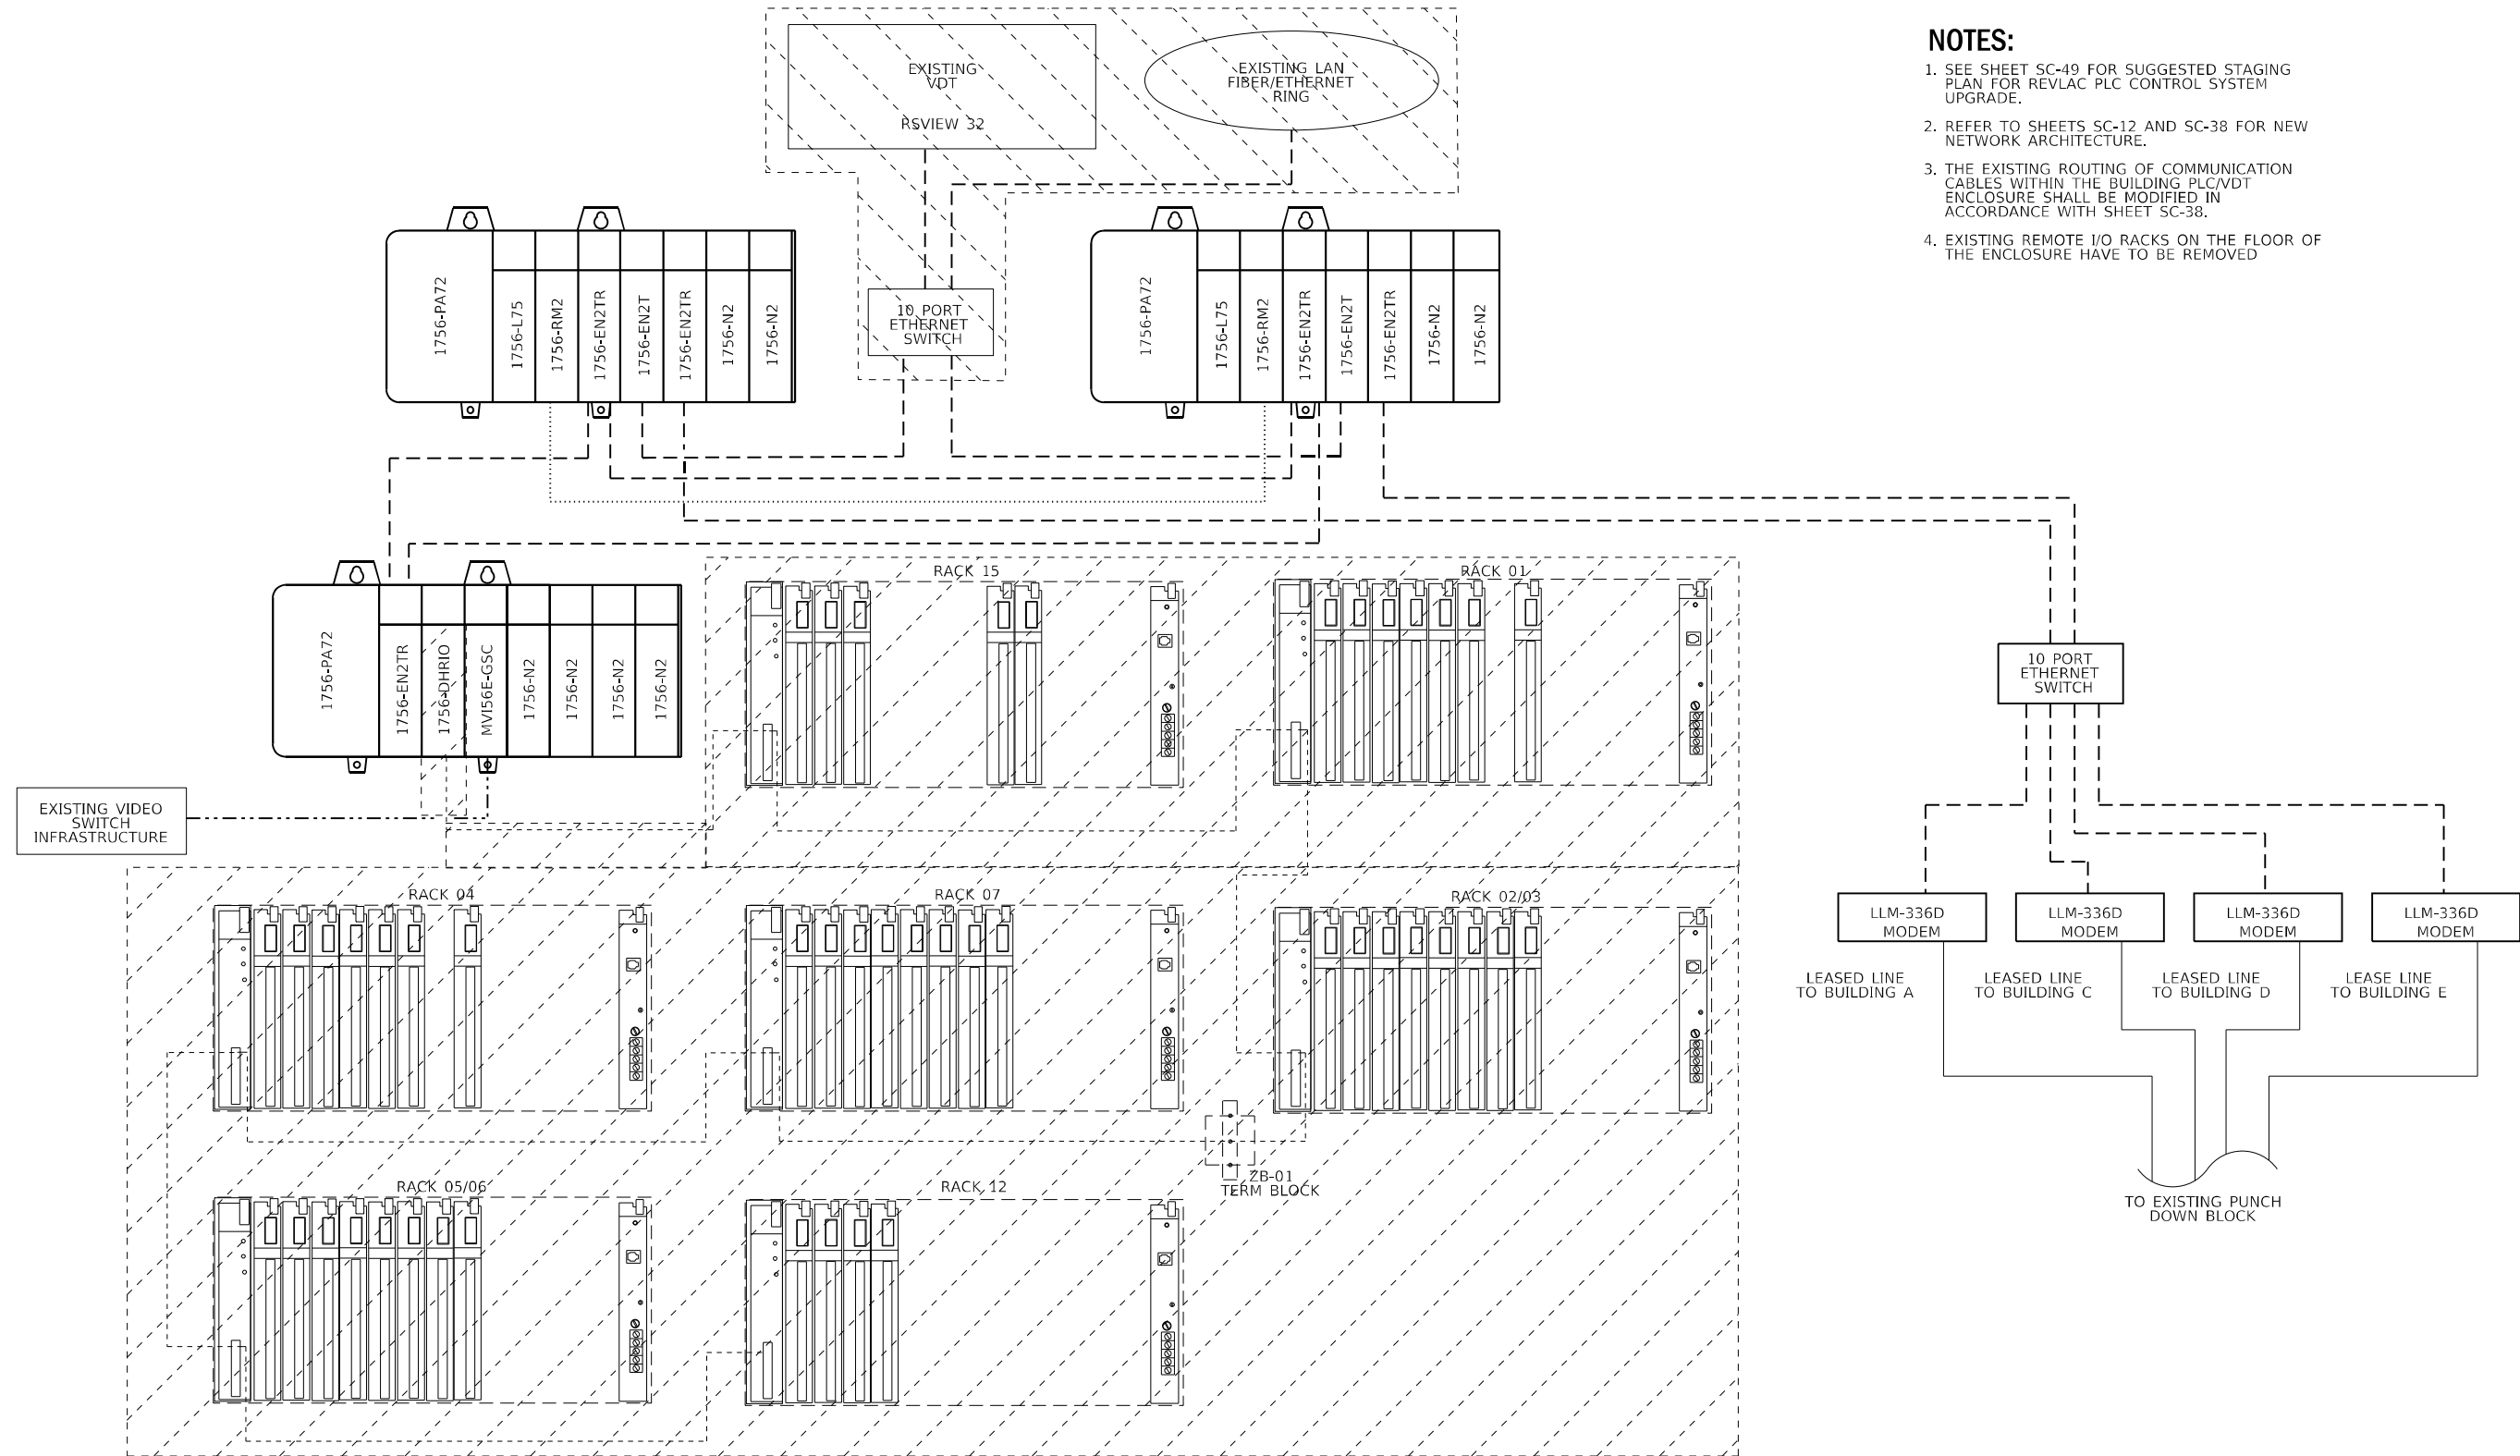 EXISTING
VDT
RSVIEW 32
EXISTING LAN
FIBER/ETHERNET
RING
NOTES:
1. SEE SHEET SC-49 FOR SUGGESTED STAGING
PLAN FOR REVLAC PLC CONTROL SYSTEM
UPGRADE.
2. REFER TO SHEETS SC-12 AND SC-38 FOR NEW
NETWORK ARCHITECTURE.
3. THE EXISTING ROUTING OF COMMUNICATION
CABLES WITHIN THE BUILDING PLC/VDT
ENCLOSURE SHALL BE MODIFIED IN
ACCORDANCE WITH SHEET SC-38.
4. EXISTING REMOTE I/O RACKS ON THE FLOOR OF
THE ENCLOSURE HAVE TO BE REMOVED
1756-PA72
1756-L75
1756-RM2
1756-EN2TR
1756-EN2T
1756-EN2TR
1756-N2
1756-N2
10 PORT
ETHERNET
SWITCH
1756-PA72
1756-L75
1756-RM2
1756-EN2TR
1756-EN2T
1756-EN2TR
1756-N2
1756-N2
1756-PA72
1756-EN2TR
1756-DHRIO
MVI56E-GSC
1756-N2
1756-N2
1756-N2
1756-N2
RACK 15
RACK 01
10 PORT
ETHERNET
SWITCH
EXISTING VIDEO
SWITCH
INFRASTRUCTURE
RACK 04
RACK 07
RACK 02/03
LLM-336D
MODEM
LLM-336D
MODEM
LLM-336D
MODEM
LLM-336D
MODEM
LEASED LINE
TO BUILDING A
LEASED LINE
TO BUILDING C
LEASED LINE
TO BUILDING D
LEASE LINE
TO BUILDING E
ZB-01
TERM BLOCK
RACK 05/06
RACK 12
TO EXISTING PUNCH
DOWN BLOCK